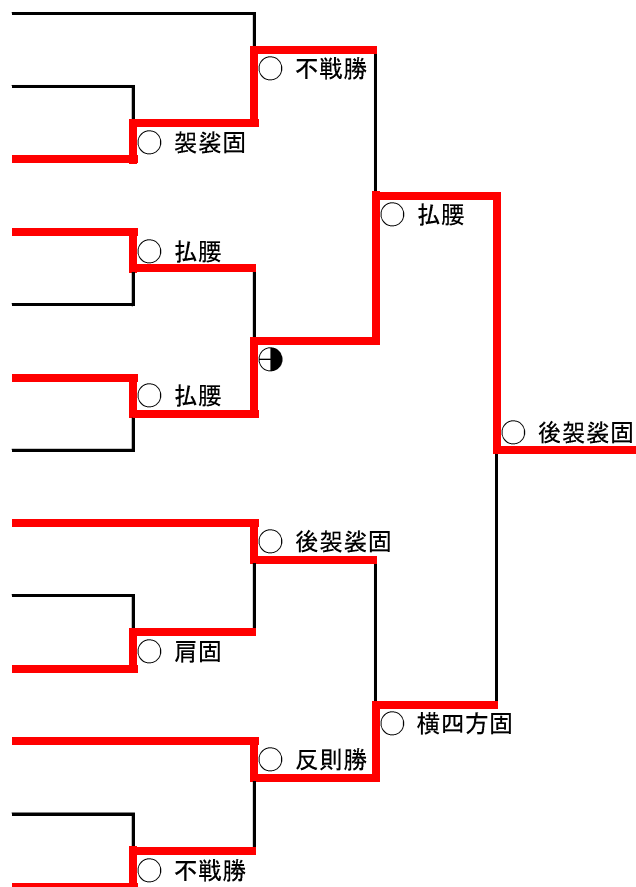 ○ 不戦勝
○ 袈裟固
○ 払腰
○ 払腰
○ 払腰
○ 後袈裟固
○ 後袈裟固
○ 肩固
○ 横四方固
○ 反則勝
○ 不戦勝